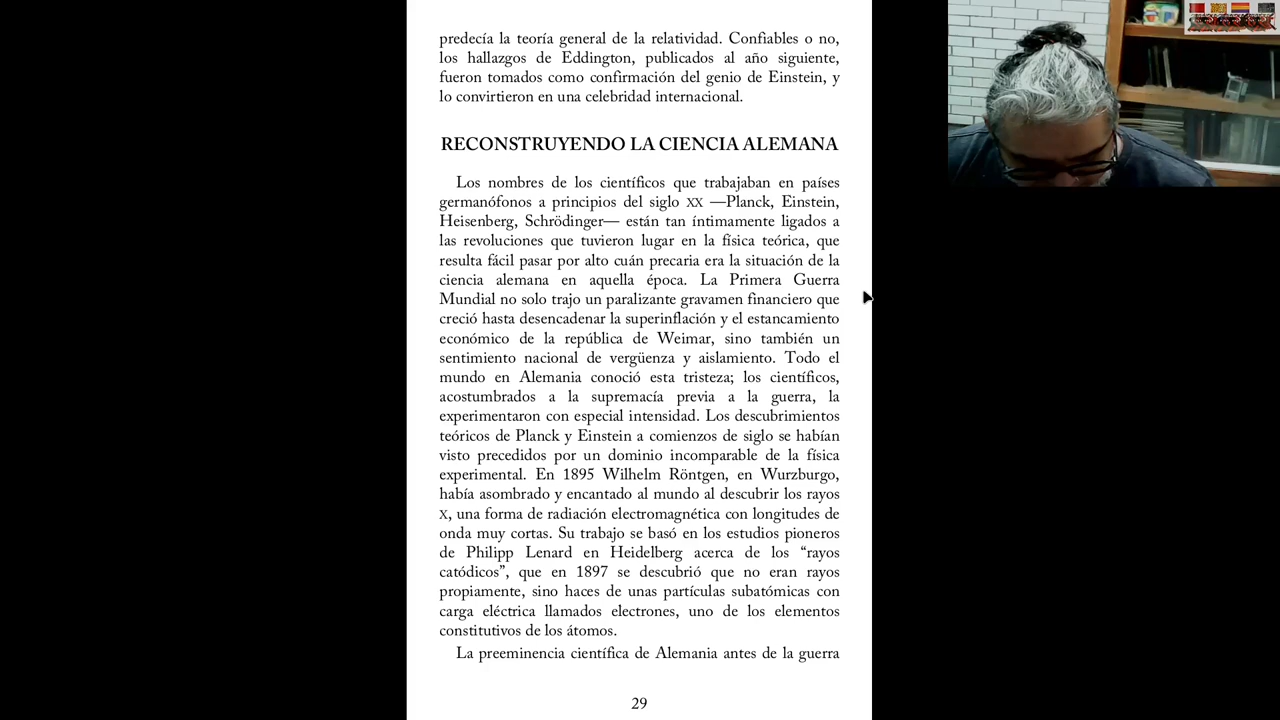 predecía la teoría general de la relatividad. Confiables o no,
los hallazgos de Eddington, publicados al año siguiente,
fueron tomados como confirmación del genio de Einstein, y
lo convirtieron en una celebridad internacional.
RECONSTRUYENDO LA CIENCIA ALEMANA
Los nombres de los científicos que trabajaban en países
germanófonos a principios del siglo XX —Planck, Einstein,
Heisenberg, Schrödinger— están tan íntimamente ligados a
las revoluciones que tuvieron lugar en la física teórica, que
resulta fácil pasar por alto cuán precaria era la situación de la
ciencia alemana en aquella época. La Primera Guerra
Mundial no solo trajo un paralizante gravamen financiero que
creció hasta desencadenar la superinflación y el estancamiento
económico de la república de Weimar, sino también un
sentimiento nacional de vergüenza y aislamiento. Todo el
mundo en Alemania conoció esta tristeza; los científicos,
acostumbrados a la supremacía previa a la guerra, la
experimentaron con especial intensidad. Los descubrimientos
teóricos de Planck y Einstein a comienzos de siglo se habían
visto precedidos por un dominio incomparable de la física
experimental. En 1895 Wilhelm Röntgen, en Wurzburgo,
había asombrado y encantado al mundo al descubrir los rayos
X, una forma de radiación electromagnética con longitudes de
onda muy cortas. Su trabajo se basó en los estudios pioneros
de Philipp Lenard en Heidelberg acerca de los “rayos
catódicos”, que en 1897 se descubrió que no eran rayos
propiamente, sino haces de unas partículas subatómicas con
carga eléctrica llamados electrones, uno de los elementos
constitutivos de los átomos.
La preeminencia científica de Alemania antes de la guerra
29